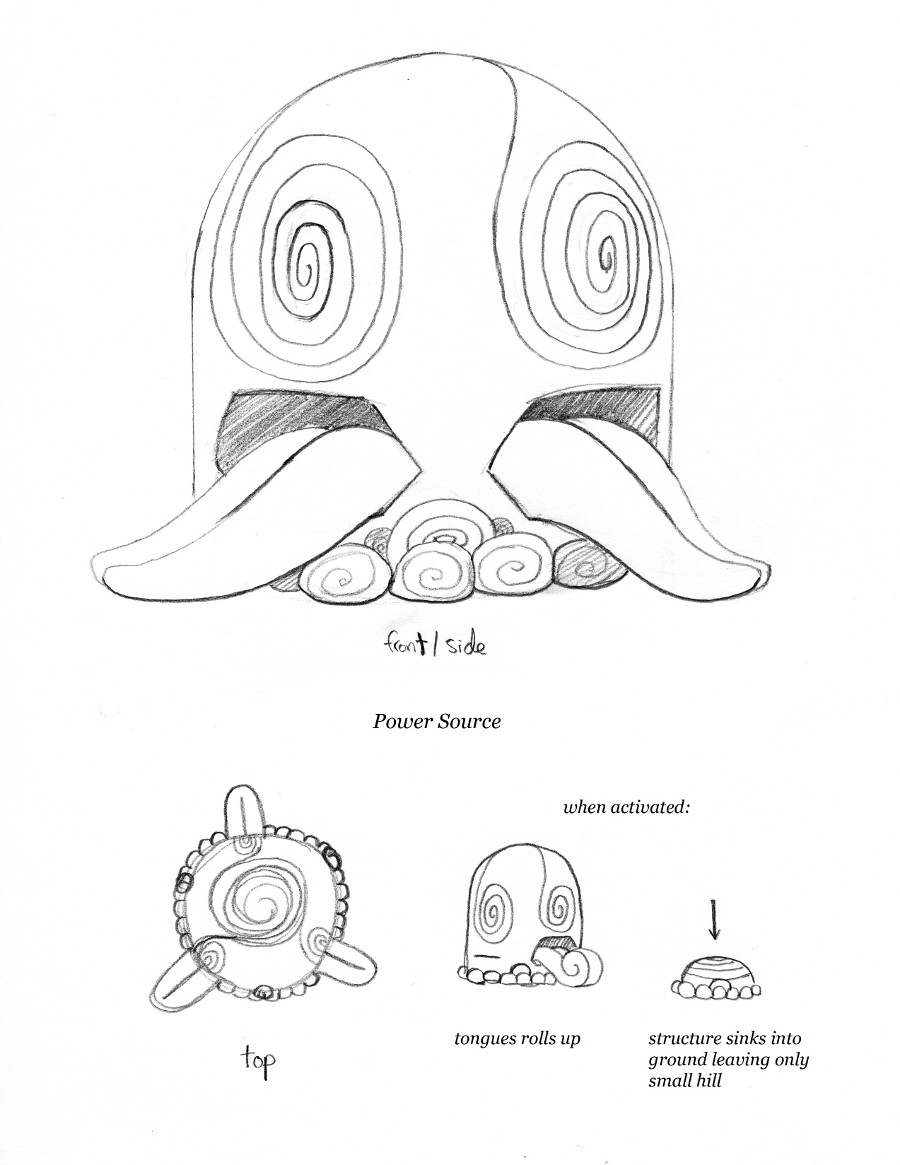 front/side
Power Source
when activated:
top
tongues rolls up
structure sinks into
ground leaving only
small hill